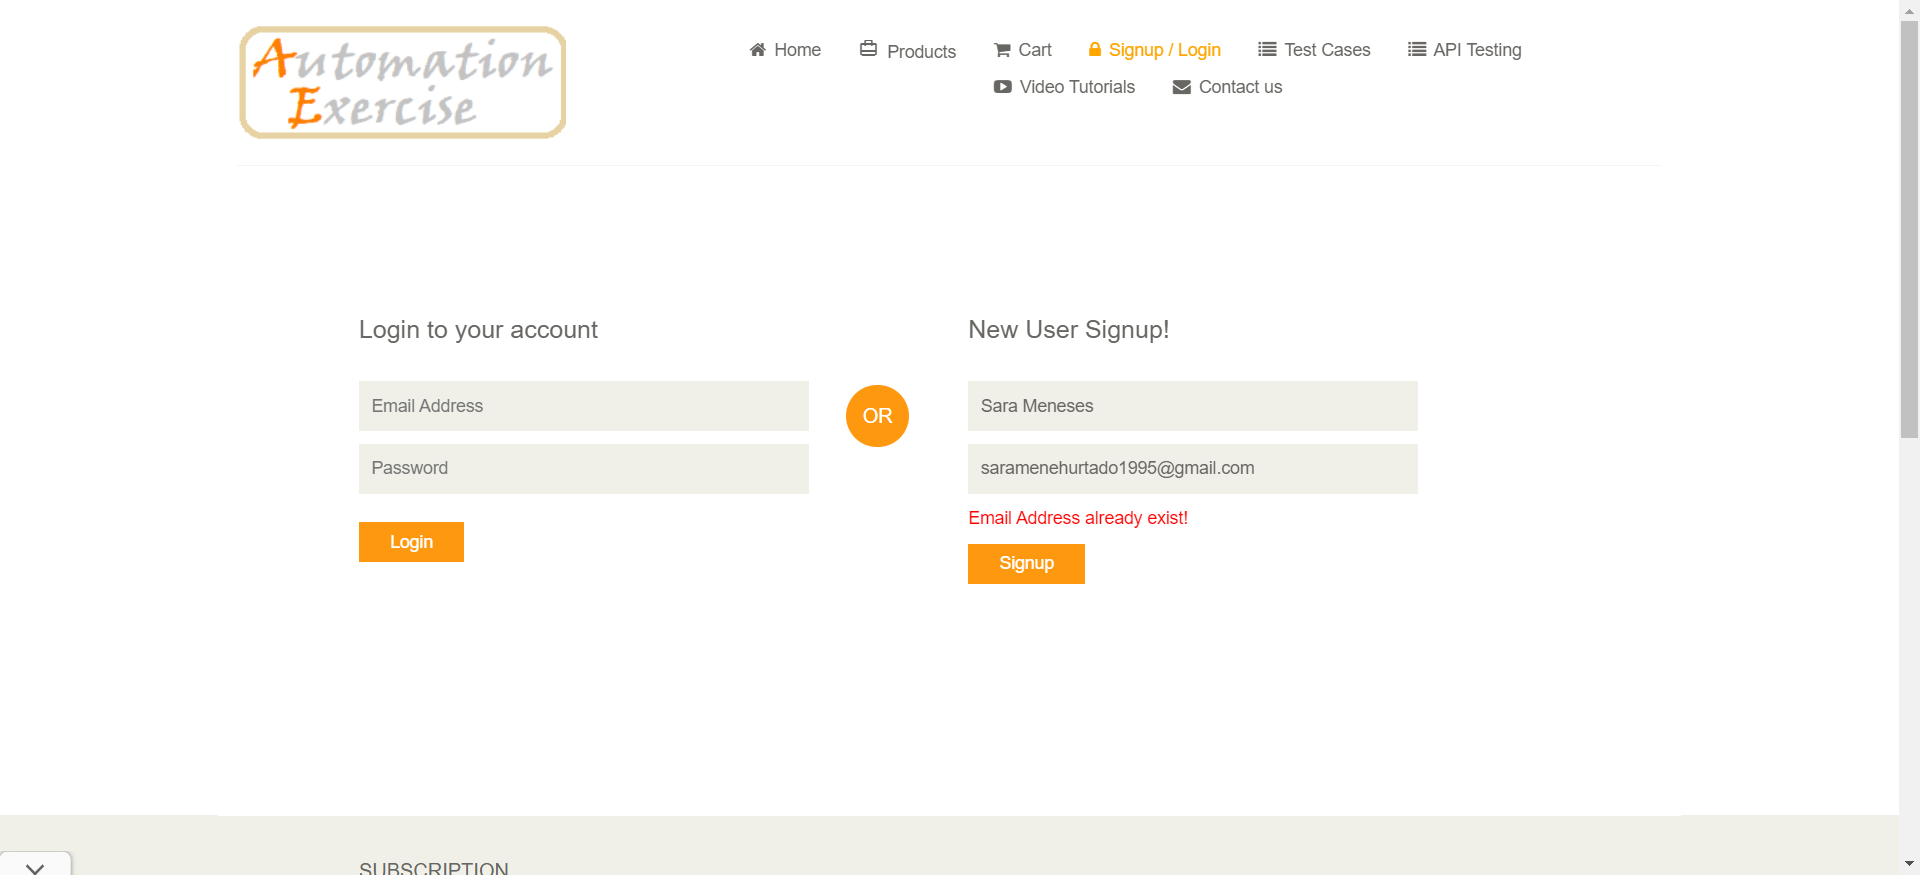 Automation
Exercise
Home
Products
Cart
Signup / Login
Test Cases
API Testing
Video Tutorials
Contact us
Login to your account
Email Address
Password
Login
OR
New User Signup!
Sara Meneses
saramenehurtado1995@gmail.com
Email Address already exist!
Signup
SUBSCRIPTION